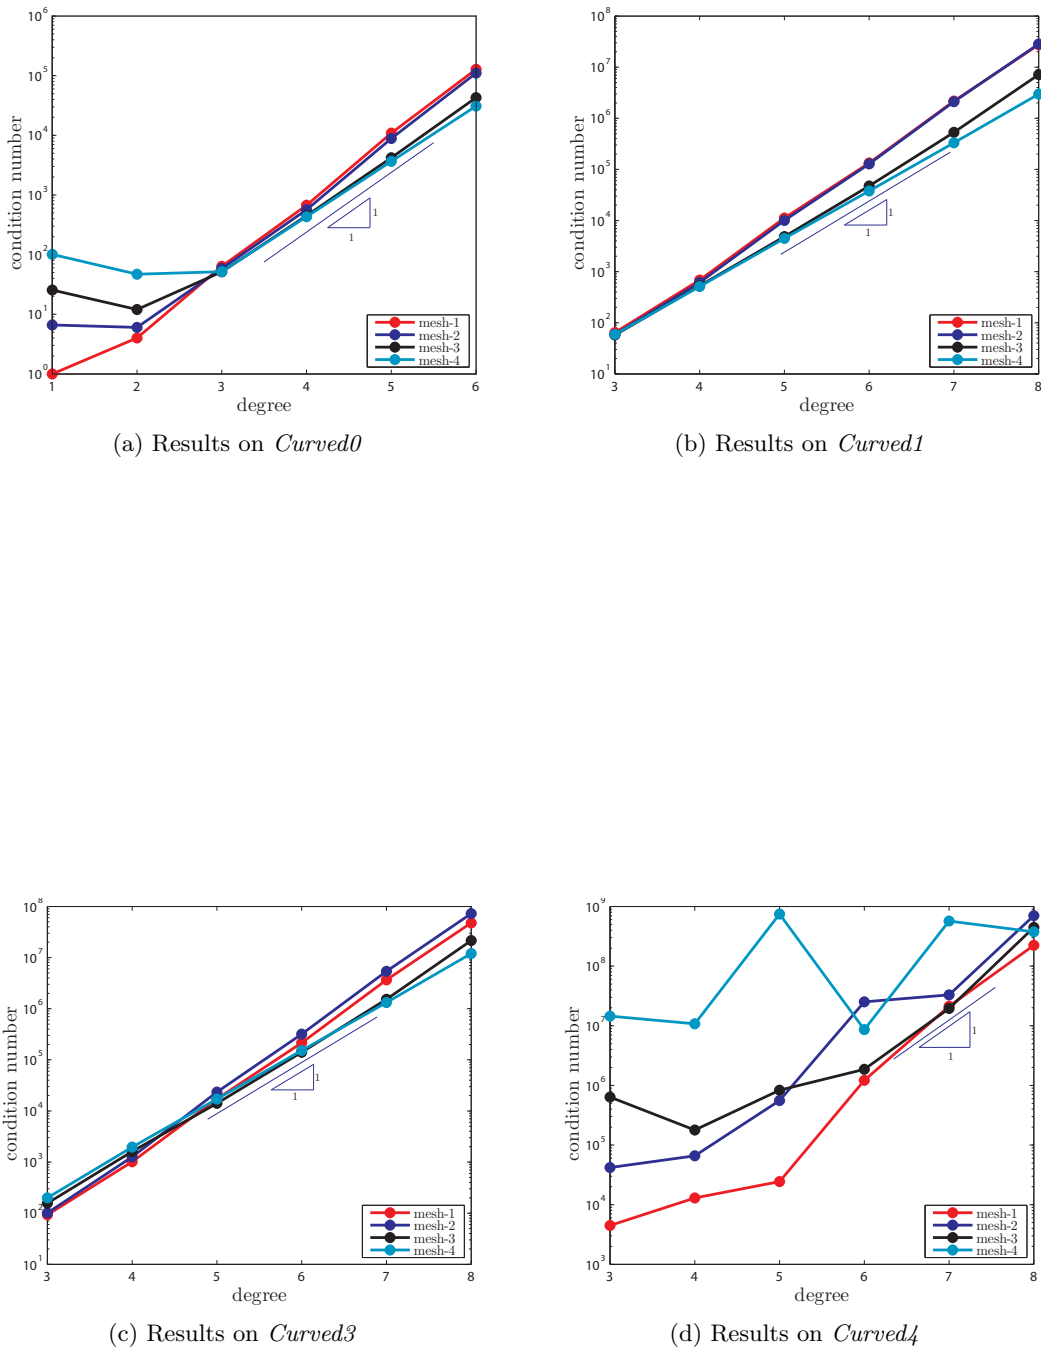 condition number
10^6
10^5
10^4
10^3
10^2
10^1
10^0
1 2 3 4 5 6
degree
1
1
mesh-1
mesh-2
mesh-3
mesh-4
(a) Results on Curved0
condition number
10^8
10^7
10^6
10^5
10^4
10^3
10^2
10^1
3 4 5 6 7 8
degree
1
1
mesh-1
mesh-2
mesh-3
mesh-4
(b) Results on Curved1
condition number
10^8
10^7
10^6
10^5
10^4
10^3
10^2
10^1
3 4 5 6 7 8
degree
1
1
mesh-1
mesh-2
mesh-3
mesh-4
(c) Results on Curved3
condition number
10^9
10^8
10^7
10^6
10^5
10^4
10^3
3 4 5 6 7 8
degree
1
1
mesh-1
mesh-2
mesh-3
mesh-4
(d) Results on Curved4